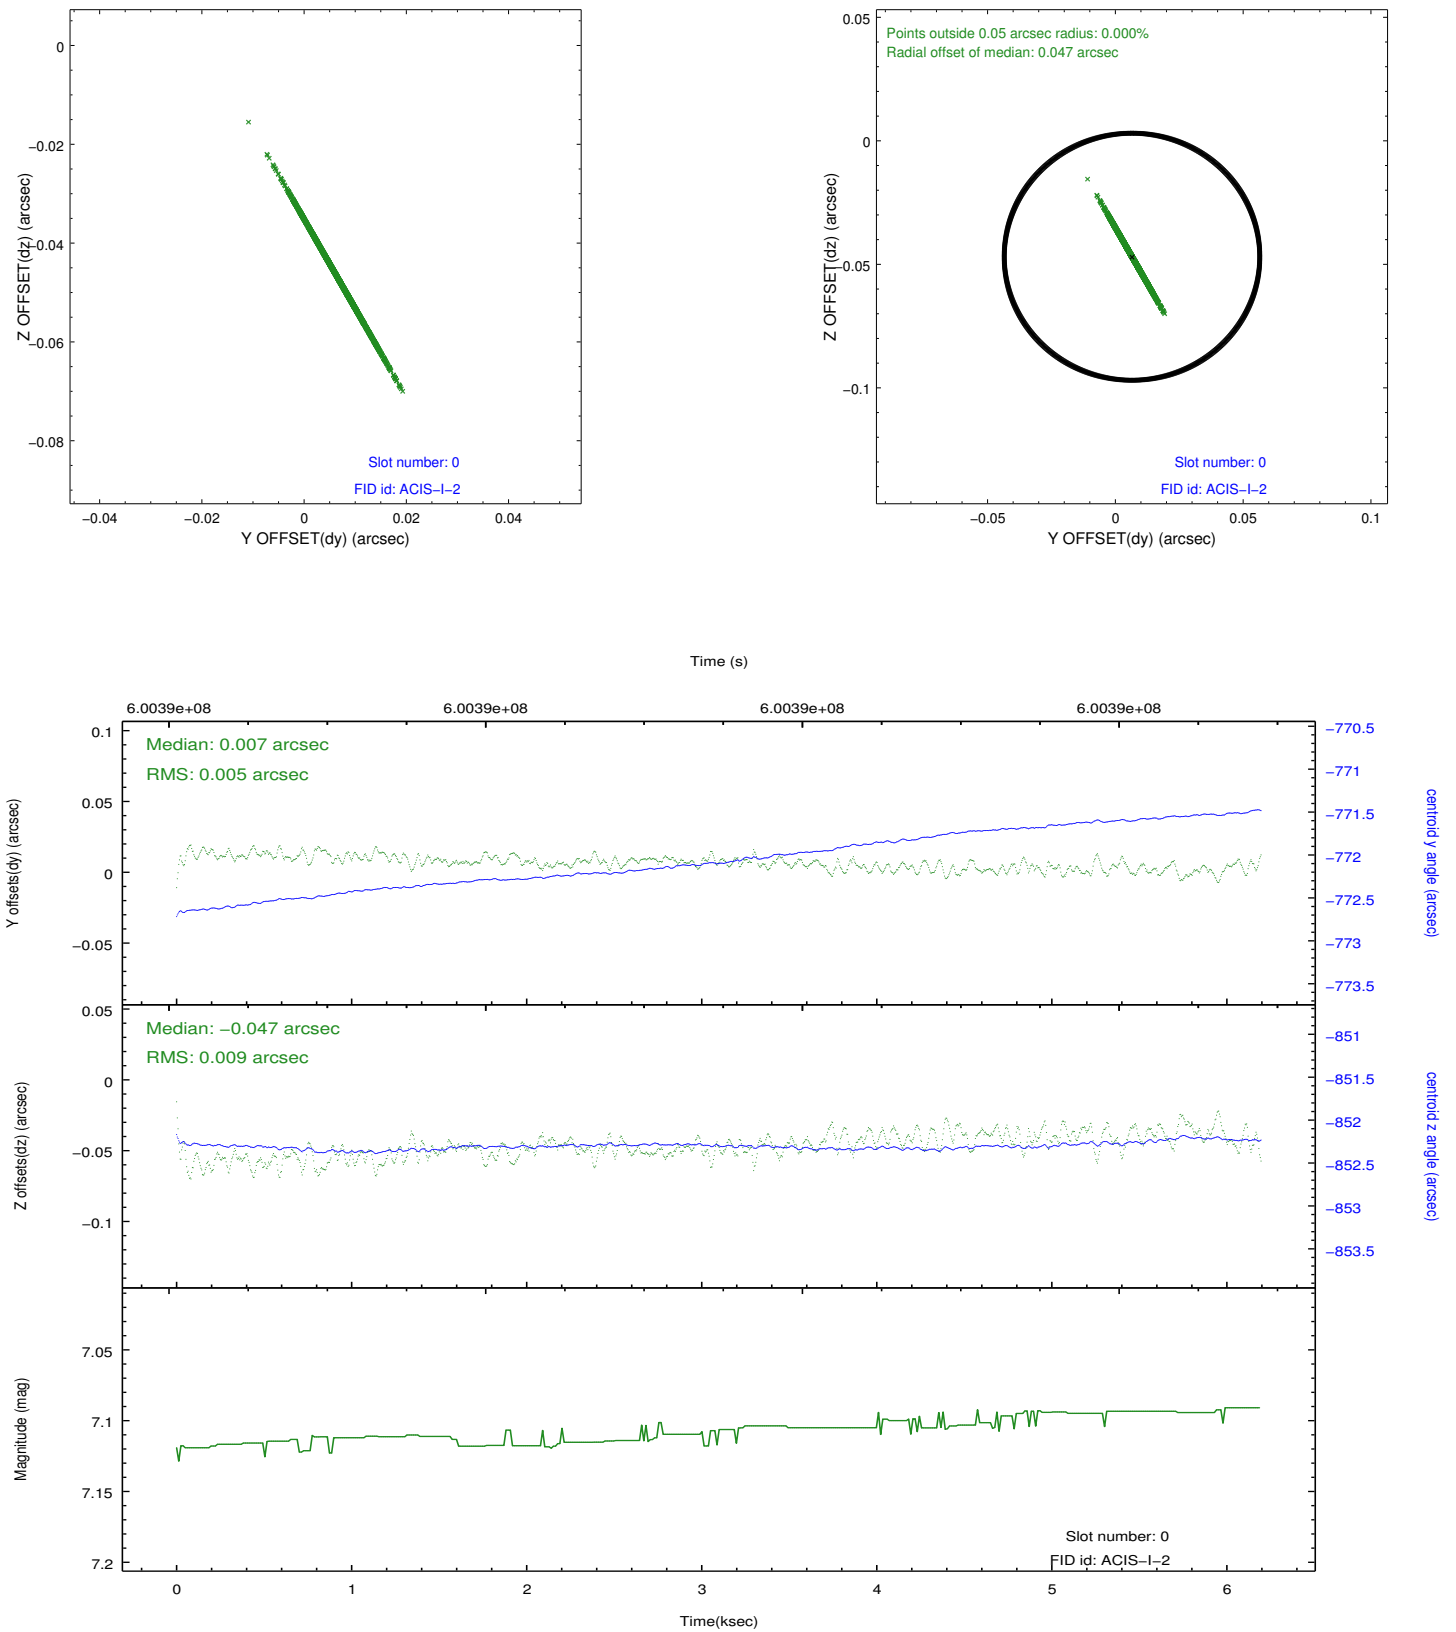 0
−0.02
−0.04
−0.06
−0.08
Z OFFSET(dz) (arcsec)
Slot number: 0
FID id: ACIS−I−2
−0.04
−0.02
0
0.02
0.04
Y OFFSET(dy) (arcsec)
Points outside 0.05 arcsec radius: 0.000%
Radial offset of median: 0.047 arcsec
0.05
0
−0.05
−0.1
Z OFFSET(dz) (arcsec)
Slot number: 0
FID id: ACIS−I−2
−0.05
0
0.05
0.1
Y OFFSET(dy) (arcsec)
Time (s)
6.0039e+08
6.0039e+08
6.0039e+08
6.0039e+08
Median: 0.007 arcsec
RMS: 0.005 arcsec
0.1
0.05
0
−0.05
Y offsets(dy) (arcsec)
−770.5
−771
−771.5
−772
−772.5
−773
−773.5
centroid y angle (arcsec)
Median: −0.047 arcsec
RMS: 0.009 arcsec
0.05
0
−0.05
−0.1
Z offsets(dz) (arcsec)
−851
−851.5
−852
−852.5
−853
−853.5
centroid z angle (arcsec)
7.05
7.1
7.15
7.2
Magnitude (mag)
Slot number: 0
FID id: ACIS−I−2
0
1
2
3
4
5
6
Time(ksec)